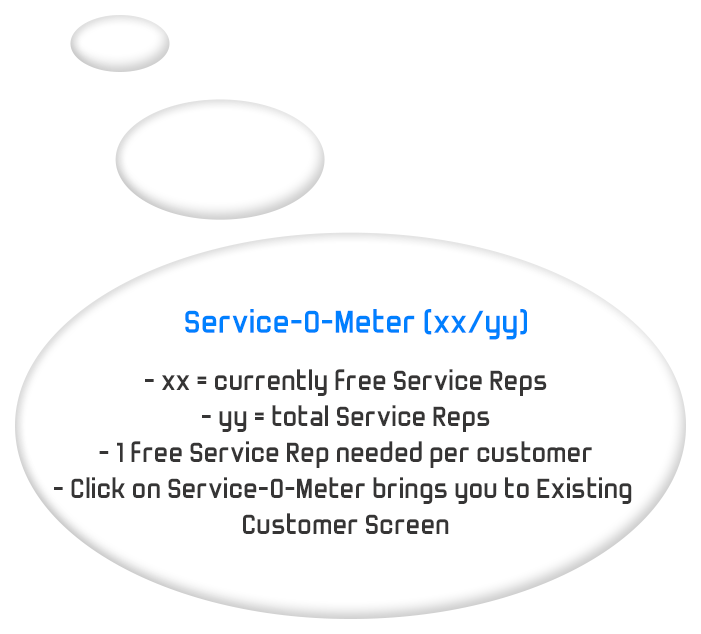 Service-O-Meter (xx/yy)
- xx = currently free Service Reps
- yy = total Service Reps
- 1 free Service Rep needed per customer
- Click on Service-O-Meter brings you to Existing
Customer Screen